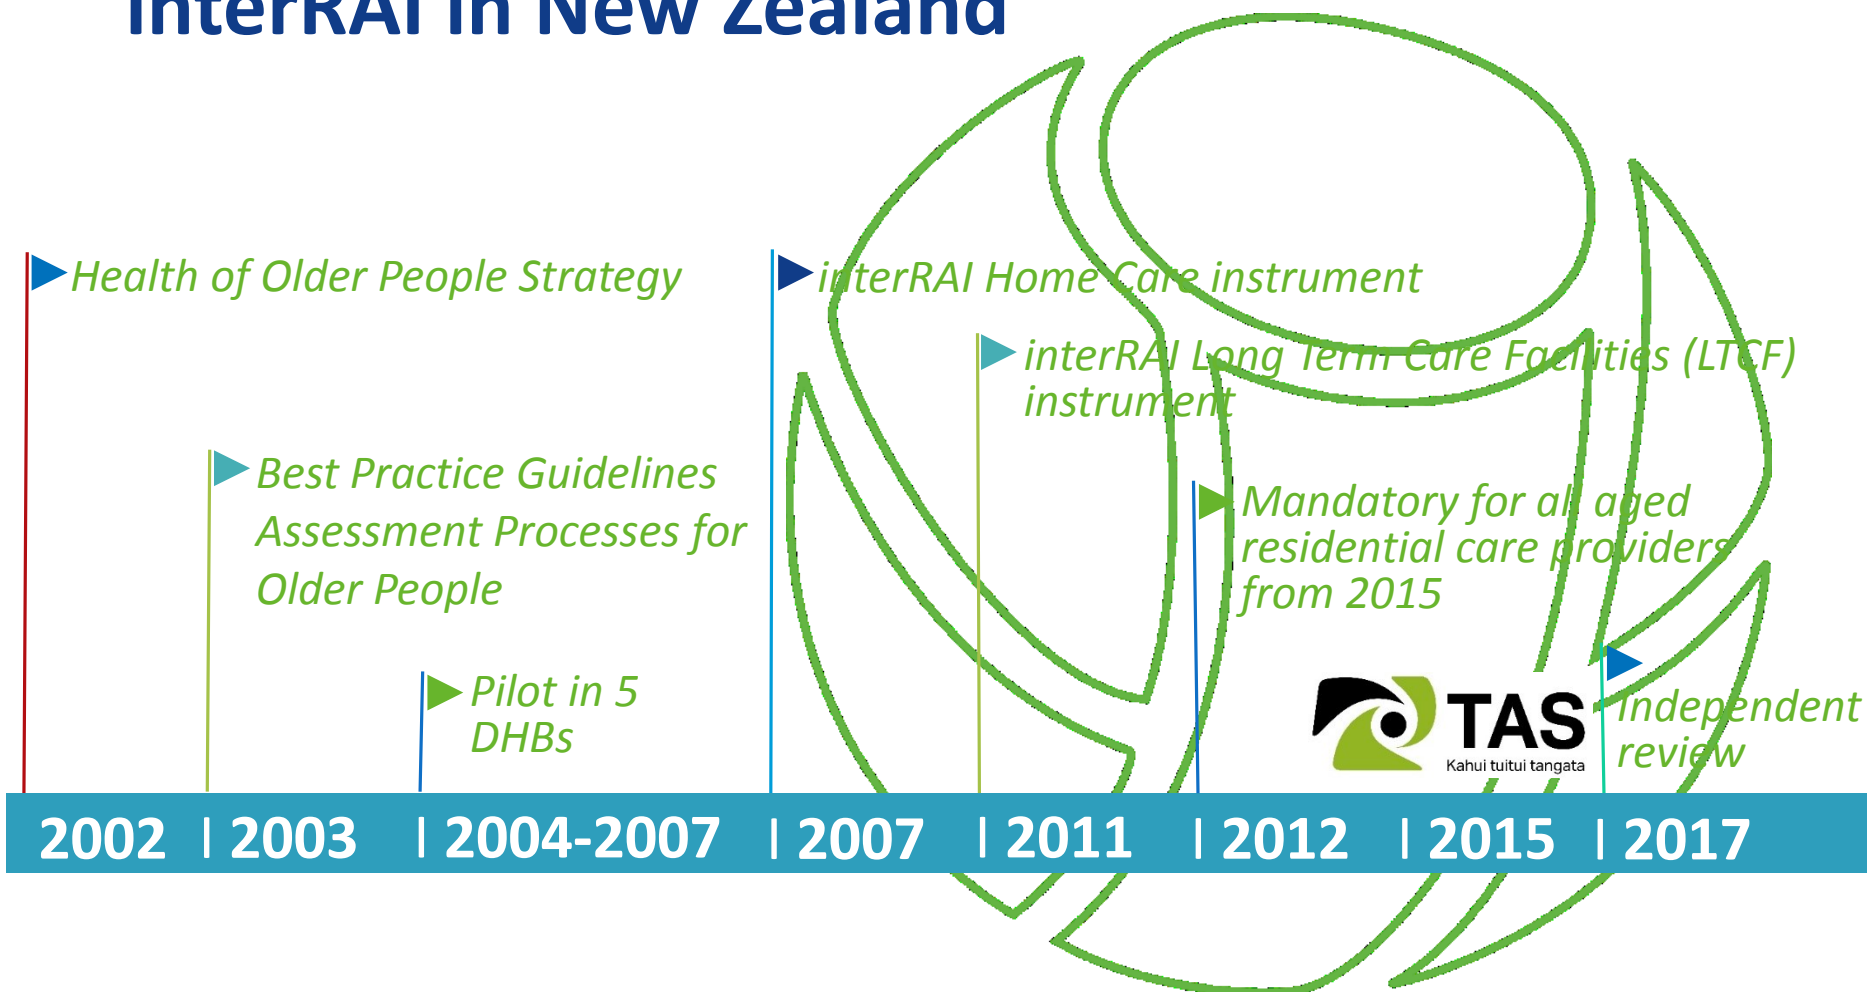 interRAI in New Zealand
Health of Older People Strategy
interRAI Home Care instrument
interRAI Long Term Care Facilities (LTCF)
instrument
Best Practice Guidelines
Assessment Processes for
Older People
Mandatory for all aged
residential care providers
from 2015
Pilot in 5
DHBs
TAS
Kahui tuitui tangata
Independent
review
2002 | 2003 | 2004-2007 | 2007 | 2011 | 2012 | 2015 | 2017